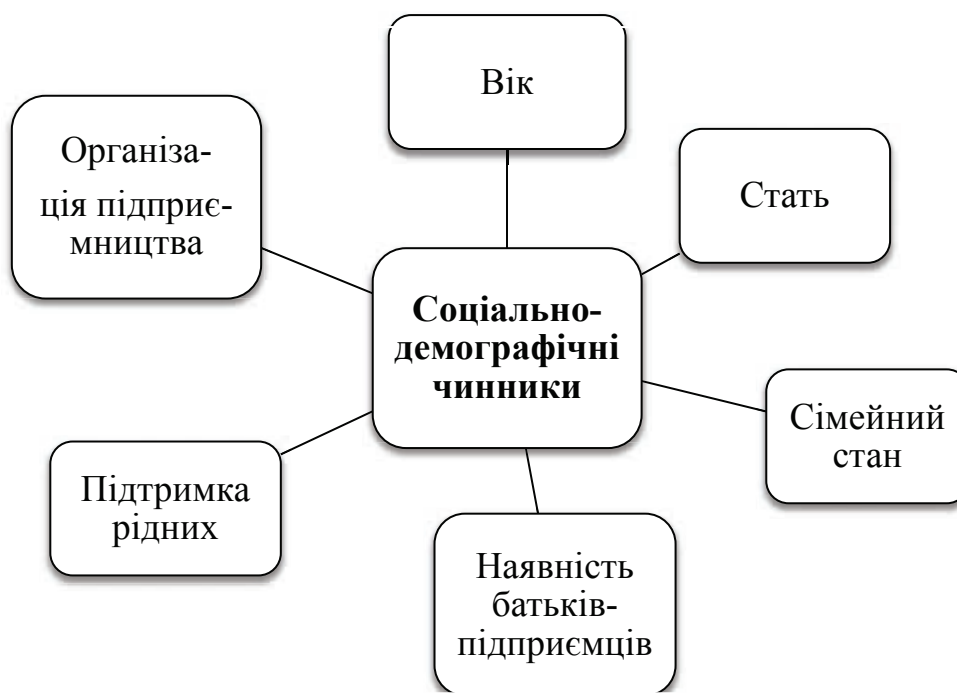 Вік
Організа-
ція підприє-
мництва
Стать
Соціально-
демографічні
чинники
Сімейний
стан
Підтримка
рідних
Наявність
батьків-
підприємців